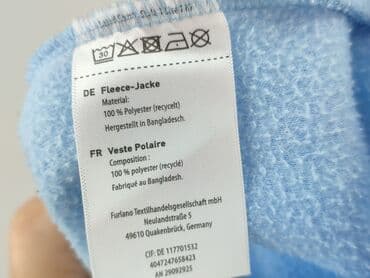 30
DE Fleece-Jacke
Material:
100 % Polyester (recycelt)
Hergestellt in Bangladesch.
FR Veste Polaire
Composition :
100 % polyester (recyclé)
Fabriqué au Bangladesh.
Furlano Textilhandelsgesellschaft mbH
Neulandstraße 5
49610 Quakenbrück, Germany
CIF: DE 117701532
4047247658423
AN 29092925